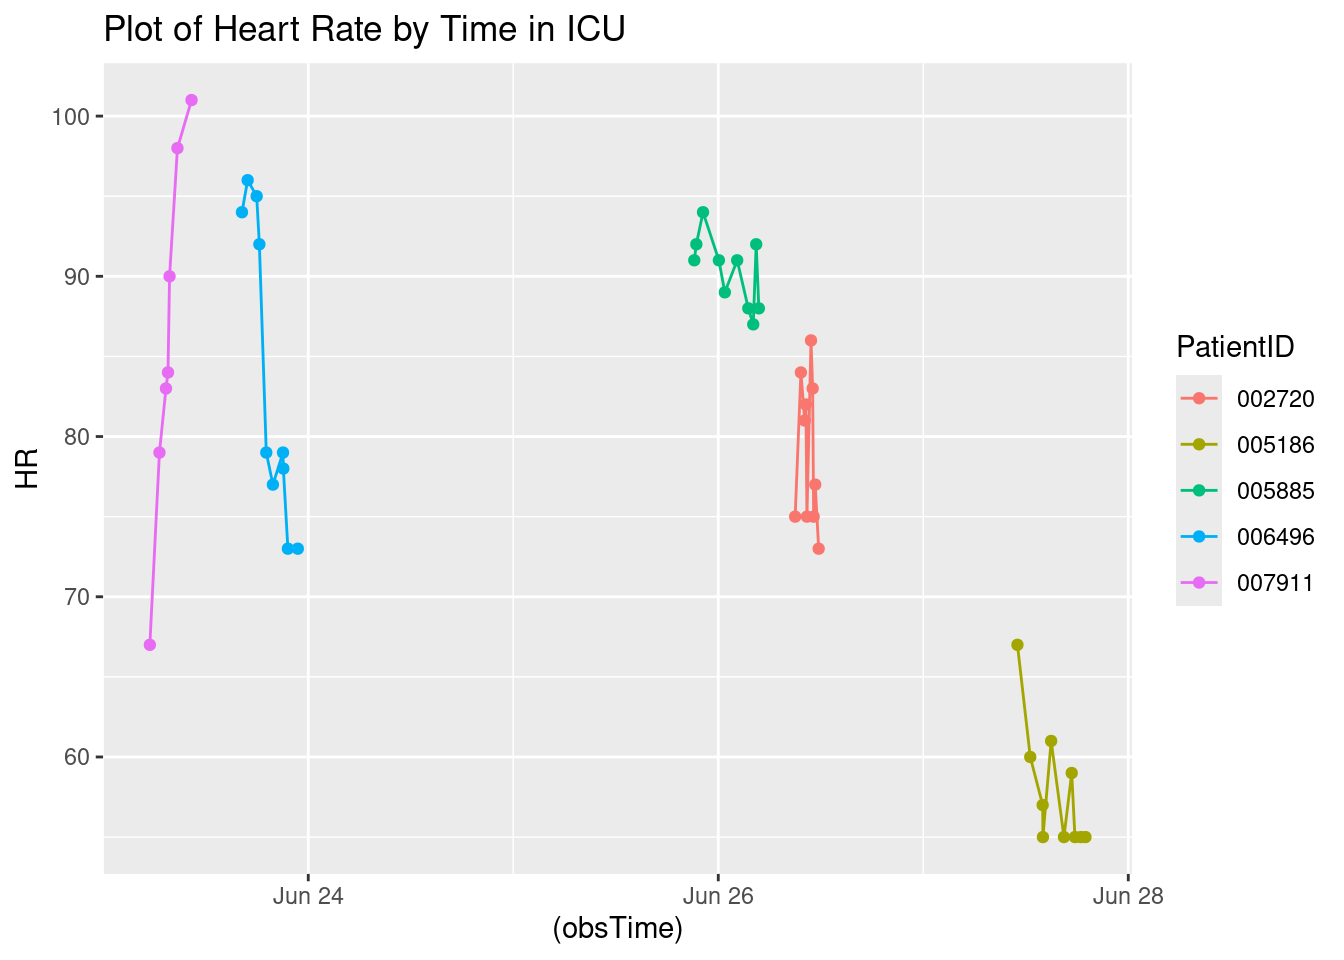 Plot of Heart Rate by Time in ICU
100
90
80
70
60
HR
Jun 24
Jun 26
Jun 28
(obsTime)
PatientID
002720
005186
005885
006496
007911